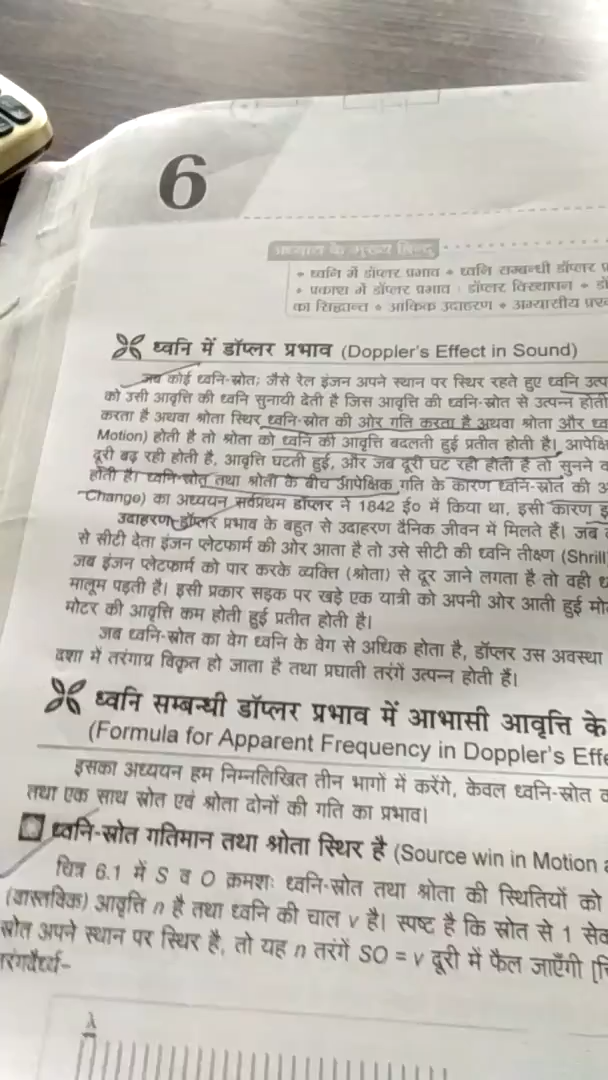 6
अध्याय के मुख्य बिन्दु
• ध्वनि में डॉप्लर प्रभाव • ध्वनि सम्बन्धी डॉप्लर
• प्रकाश में डॉप्लर प्रभाव : डॉप्लर विस्थापन •
का सिद्धान्त • आंकिक उदाहरण • अभ्यासीय
ध्वनि में डॉप्लर प्रभाव (Doppler's Effect in Sound)
जब कोई ध्वनि-स्रोत; जैसे रेल इंजन अपने स्थान पर स्थिर रहते हुए ध्वनि
को उसी आवृत्ति की ध्वनि सुनायी देती है जिस आवृत्ति की ध्वनि-स्रोत से उत्पन्न होती
करता है अथवा श्रोता स्थिर ध्वनि-स्रोत की ओर गति करता है अथवा श्रोता और
Motion) होती है तो श्रोता को ध्वनि की आवृत्ति बदलती हुई प्रतीत होती है।
दूरी बढ़ रही होती है, आवृत्ति घटती हुई, और जब दूरी घट रही होती है तो सुनने
होती है। ध्वनि-स्रोत तथा श्रोता के बीच आपेक्षिक गति के कारण ध्वनि-स्रोत की
Change) का अध्ययन सर्वप्रथम डॉप्लर ने 1842 ई० में किया था, इसी कारण
उदाहरण डॉप्लर प्रभाव के बहुत से उदाहरण दैनिक जीवन में मिलते हैं। जब
से सीटी देता इंजन प्लेटफार्म की ओर आता है तो उसे सीटी की ध्वनि तीक्ष्ण (Shrill
जब इंजन प्लेटफार्म को पार करके व्यक्ति (श्रोता) से दूर जाने लगता है तो वही
मालूम पड़ती है। इसी प्रकार सड़क पर खड़े एक यात्री को अपनी ओर आती हुई
मोटर की आवृत्ति कम होती हुई प्रतीत होती है।
जब ध्वनि-स्रोत का वेग ध्वनि के वेग से अधिक होता है, डॉप्लर उस अवस्था
दशा में तरंगाग्र विकृत हो जाता है तथा प्रघाती तरंगें उत्पन्न होती हैं।
ध्वनि सम्बन्धी डॉप्लर प्रभाव में आभासी आवृत्ति के
(Formula for Apparent Frequency in Doppler's Effe
इसका अध्ययन हम निम्नलिखित तीन भागों में करेंगे, केवल ध्वनि-स्रोत
तथा एक साथ स्रोत एवं श्रोता दोनों की गति का प्रभाव।
ध्वनि-स्रोत गतिमान तथा श्रोता स्थिर है (Source win in Motion
चित्र 6.1 में S व O क्रमशः ध्वनि-स्रोत तथा श्रोता की स्थितियों को
(वास्तविक) आवृत्ति n है तथा ध्वनि की चाल v है। स्पष्ट है कि स्रोत से 1
स्रोत अपने स्थान पर स्थिर है, तो यह n तरंगें SO = v दूरी में फैल जाएँगी
तरंगदैर्ध्य–
λ